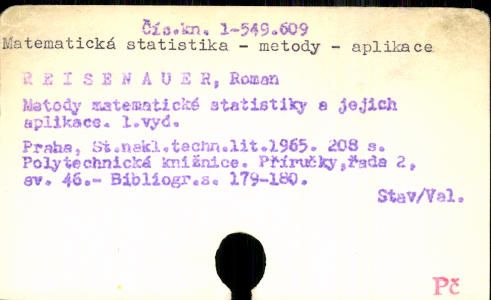 Čís.kn. 1-549.609
Matematická statistika - metody - aplikace
R E I S E N A U E R, Roman
Metody matematické statistiky a jejich
aplikace. 1.vyd.
Praha, St.nakl.techn.lit.1965. 208 s.
Polytechnická knižnice. Příručky,řada 2,
sv. 46.- Bibliogr.s. 179-180.
Stav/Val.
Pč